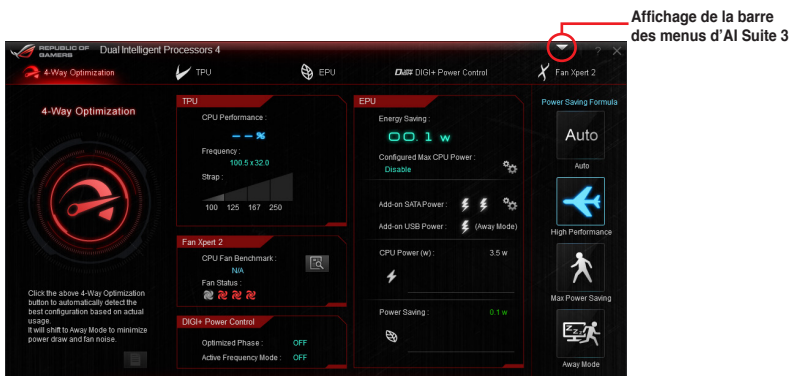 Affichage de la barre
des menus d'AI Suite 3
REPUBLIC OF
GAMERS
Dual Intelligent Processors 4
?
4-Way Optimization
TPU
EPU
DIGI+ Power Control
Fan Xpert 2
4-Way Optimization
Click the above 4-Way Optimization
button to automatically detect the
best configuration based on actual
usage.
It will shift to Away Mode to minimize
power draw and fan noise.
TPU
CPU Performance :
– – %
Frequency :
100.5 x 32.0
Strap :
100 125 167 250
Fan Xpert 2
CPU Fan Benchmark :
N/A
Fan Status :
DIGI+ Power Control
Optimized Phase : OFF
Active Frequency Mode : OFF
EPU
Energy Saving :
00.1 w
Configured Max CPU
Power :
Disable
Add-on SATA Power :
Add-on USB Power : (Away Mode)
CPU Power (w) : 3.5 w
Power Saving : 0.1 w
Power Saving Formula
Auto
Auto
High Performance
Max Power Saving
Zzz
Away Mode